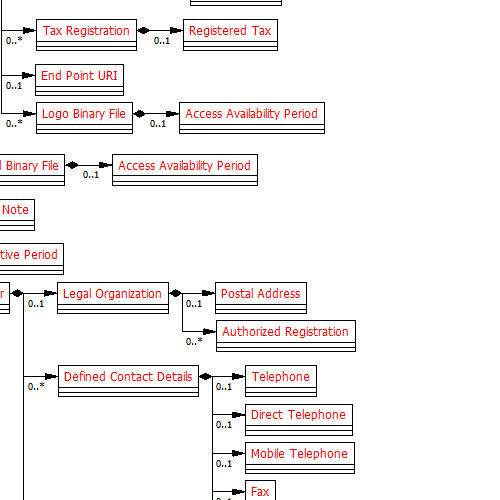 Tax Registration
Registered Tax
0..*
0..1
End Point URI
0..1
Logo Binary File
Access Availability Period
0..*
0..1
Binary File
Access Availability Period
0..1
Note
tive Period
r
Legal Organization
Postal Address
0..1
0..1
Authorized Registration
0..*
Defined Contact Details
Telephone
0..*
0..1
Direct Telephone
0..1
Mobile Telephone
0..1
Fax